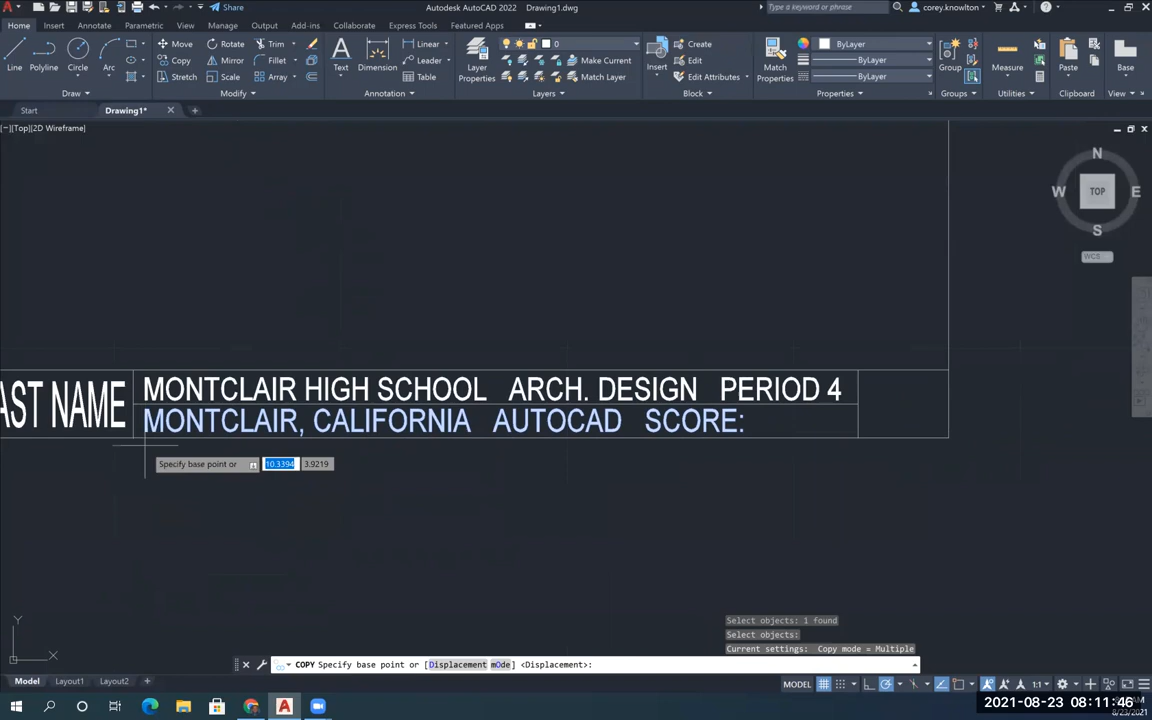 Share
Autodesk AutoCAD 2022 Drawing1.dwg
Type a keyword or phrase
corey.knowlton
Home Insert Annotate Parametric View Manage Output Add-ins Collaborate Express Tools Featured Apps
Line Polyline Circle Arc
Move Rotate Trim
Copy Mirror Fillet
Stretch Scale Array
Text Dimension
Linear
Leader
Table
Layer Properties
0
Make Current
Match Layer
Insert
Create
Edit
Edit Attributes
Match Properties
ByLayer
ByLayer
ByLayer
Group Measure Paste Base
Draw Modify Annotation Layers Block Properties Groups Utilities Clipboard View
Start Drawing1*
[−][Top][2D Wireframe]
N
W TOP E
S
WCS
AST NAME
MONTCLAIR HIGH SCHOOL ARCH. DESIGN PERIOD 4
MONTCLAIR, CALIFORNIA AUTOCAD SCORE:
Specify base point or 10.3394 3.9219
Y
X
Select objects: 1 found
Select objects:
Current settings: Copy mode = Multiple
COPY Specify base point or [Displacement mOde] <Displacement>:
Model Layout1 Layout2
MODEL 1:1
2021-08-23 08:11:46
8/23/2021